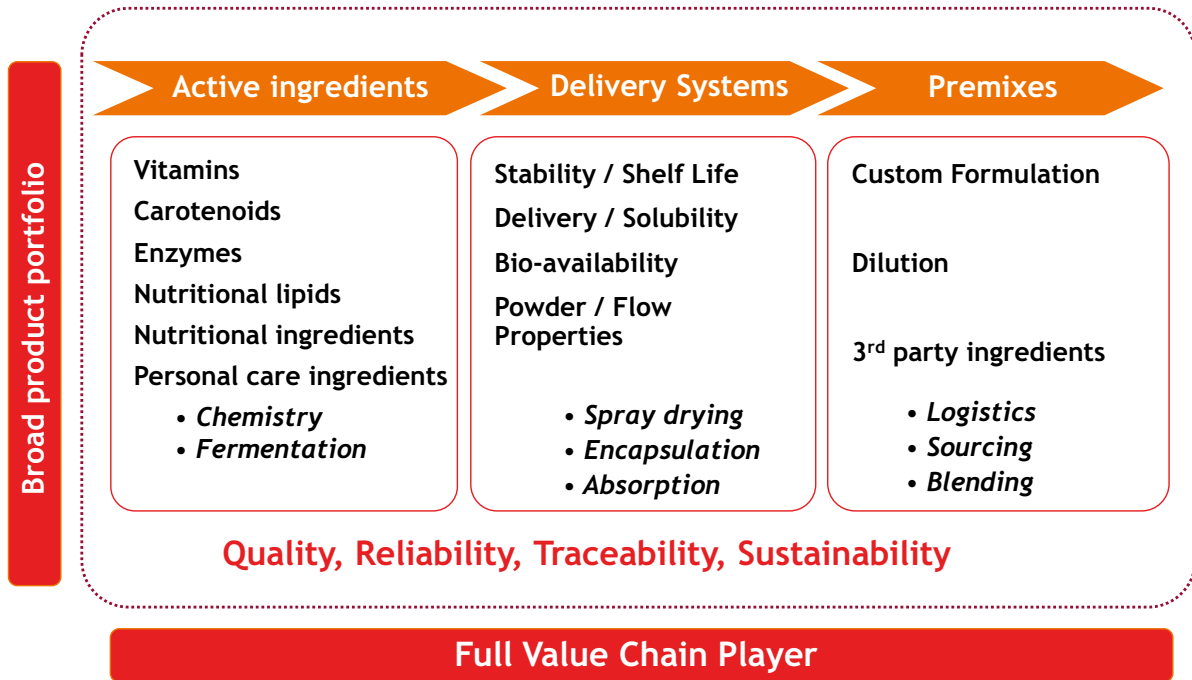 Broad product portfolio
Active ingredients
Delivery Systems
Premixes
Vitamins
Carotenoids
Enzymes
Nutritional lipids
Nutritional ingredients
Personal care ingredients
• Chemistry
• Fermentation
Stability / Shelf Life
Delivery / Solubility
Bio-availability
Powder / Flow
Properties
• Spray drying
• Encapsulation
• Absorption
Custom Formulation
Dilution
3rd party ingredients
• Logistics
• Sourcing
• Blending
Quality, Reliability, Traceability, Sustainability
Full Value Chain Player